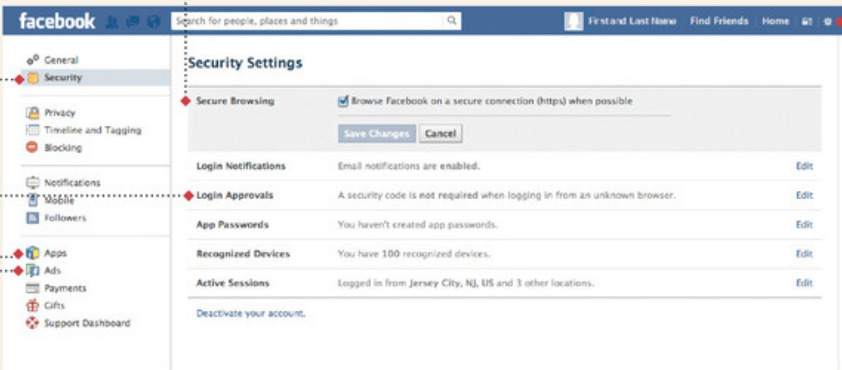 facebook
Search for people, places and things
First and Last Name Find Friends Home
General
Security
Privacy
Timeline and Tagging
Blocking
Notifications
Mobile
Followers
Apps
Ads
Payments
Gifts
Support Dashboard
Security Settings
Secure Browsing Browse Facebook on a secure connection (https) when possible
Save Changes Cancel
Login Notifications Email notifications are enabled. Edit
Login Approvals A security code is not required when logging in from an unknown browser. Edit
App Passwords You haven't created app passwords. Edit
Recognized Devices You have 100 recognized devices. Edit
Active Sessions Logged in from Jersey City, NJ, US and 3 other locations. Edit
Deactivate your account.